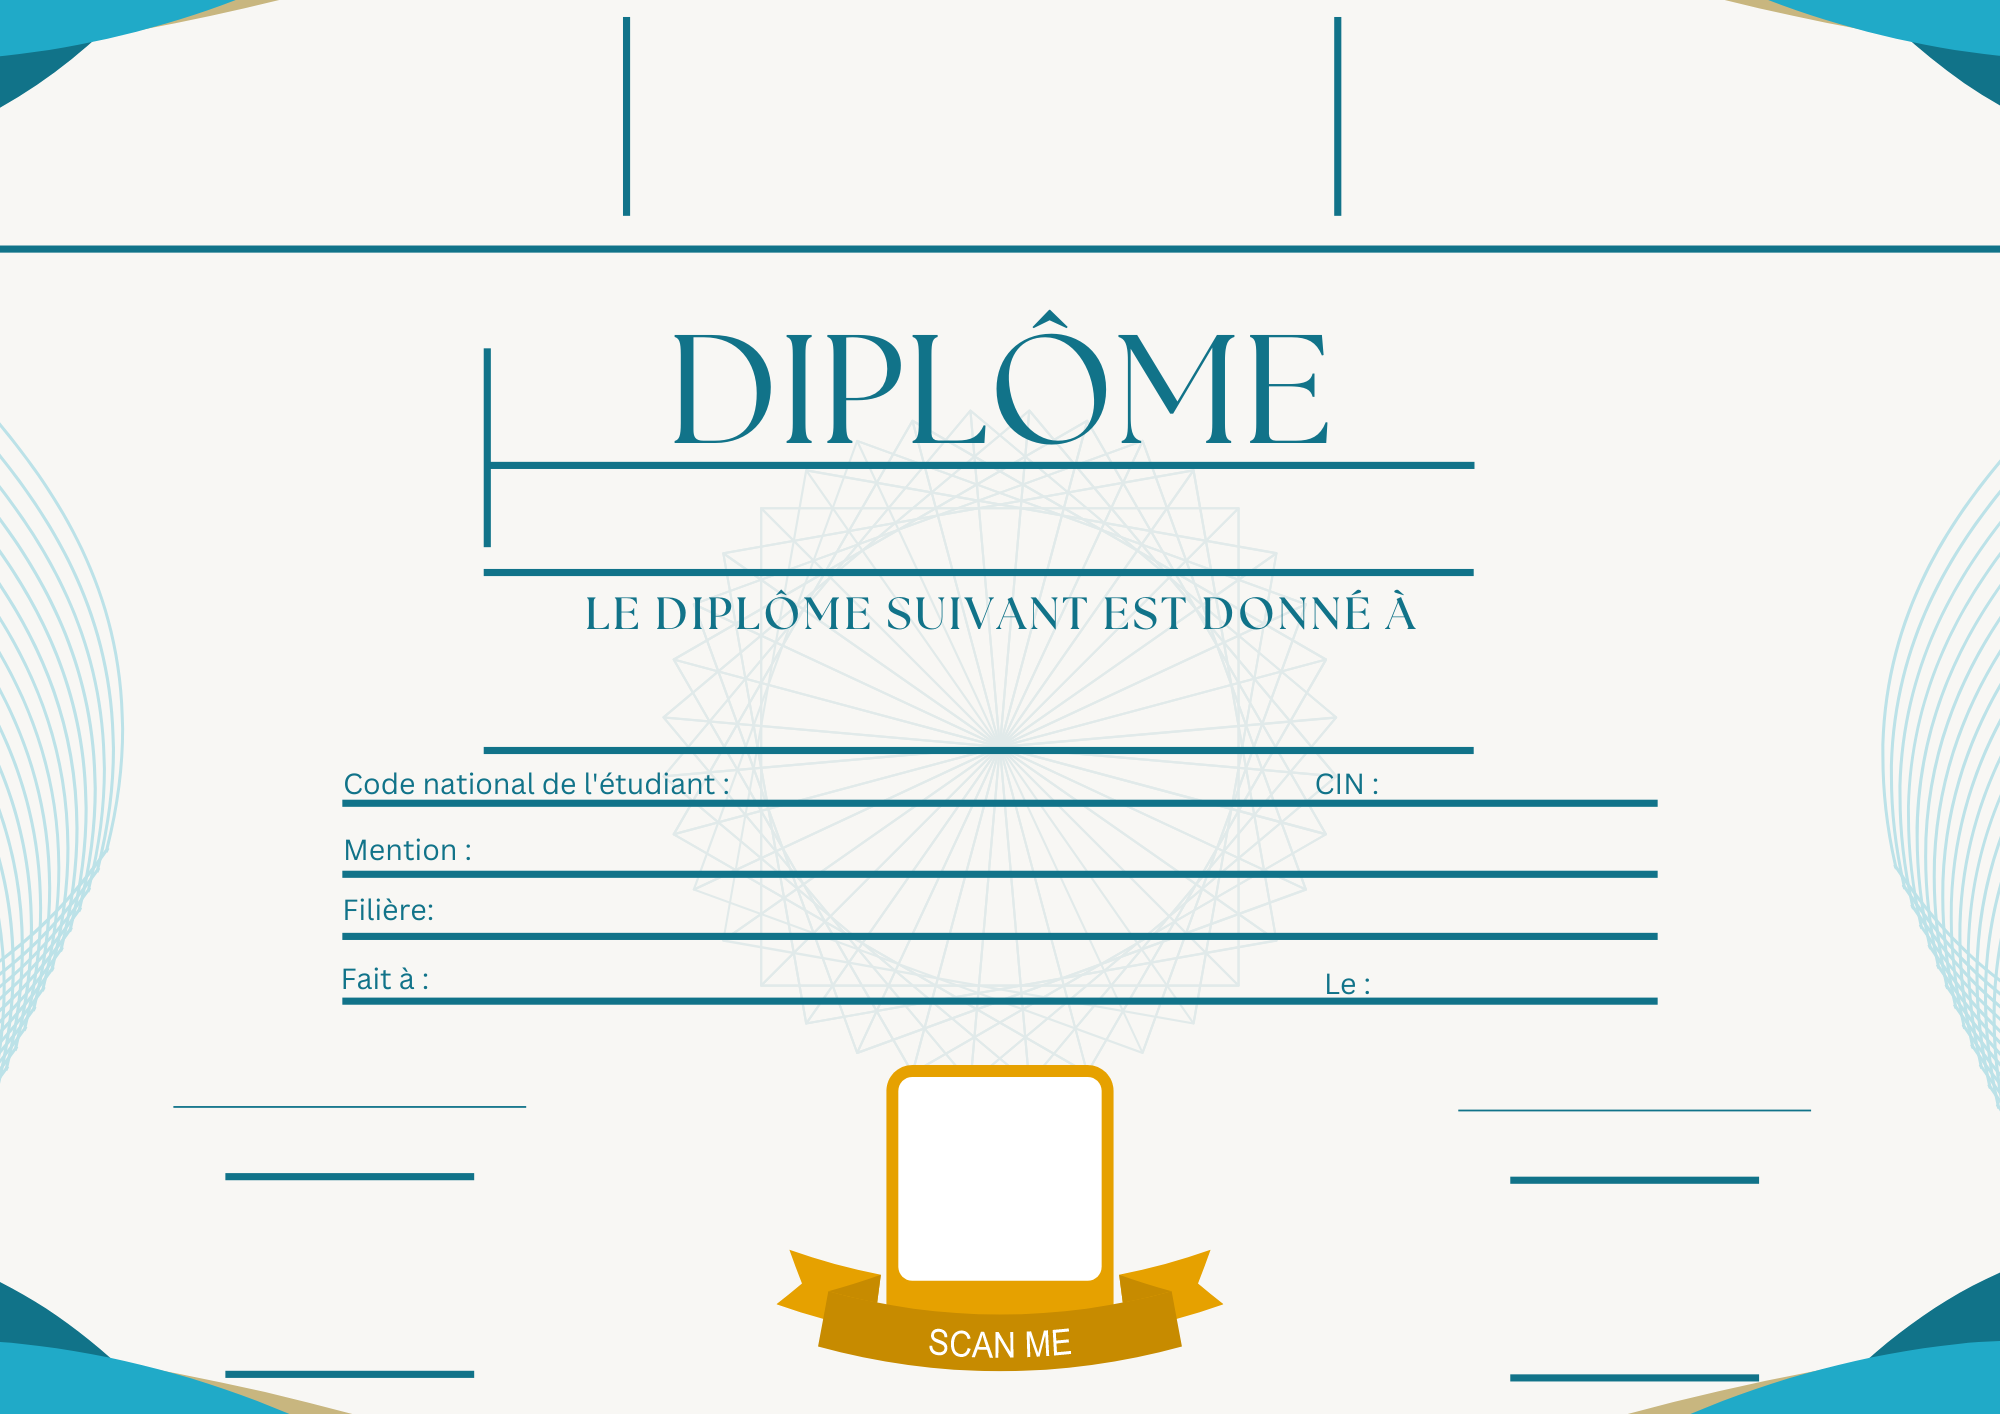 DIPLÔME
LE DIPLÔME SUIVANT EST DONNÉ À
Code national de l'étudiant : CIN :
Mention :
Filière:
Fait à : Le :
SCAN ME